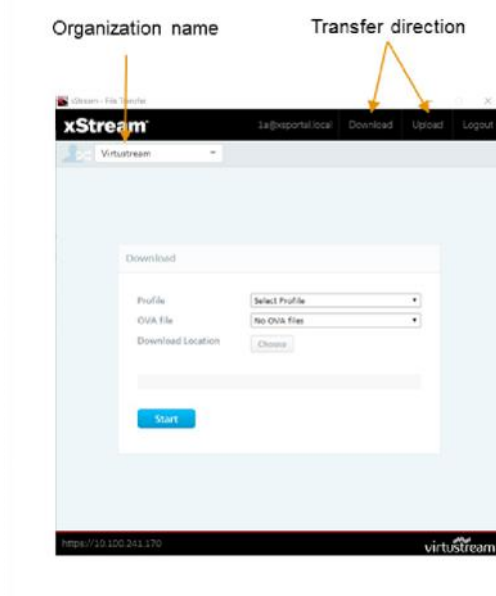 Organization name
Transfer direction
xStream - File Transfer
xStream
1a@xsportal.local Download Upload Logout
Virtustream
Download
Profile Select Profile
OVA file No OVA files
Download Location Choose
Start
https://10.100.241.170
virtustream